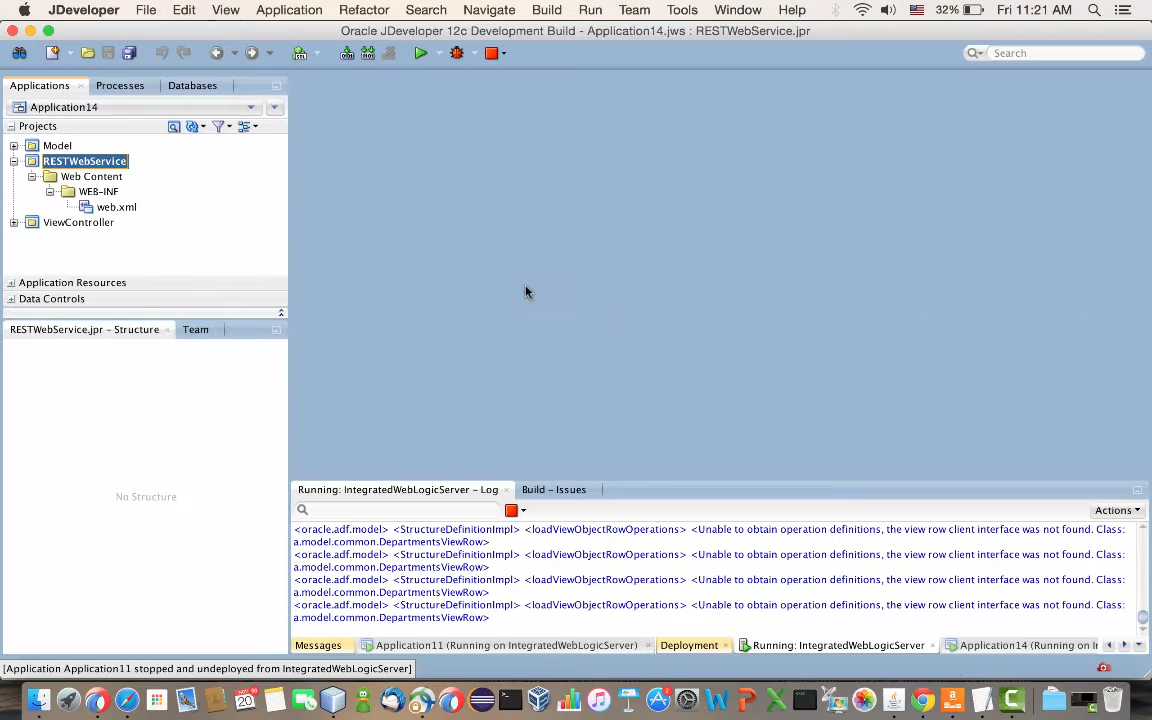 JDeveloper File Edit View Application Refactor Search Navigate Build Run Team Tools Window Help 32% Fri 11:21 AM
Oracle JDeveloper 12c Development Build - Application14.jws : RESTWebService.jpr
Search
Applications Processes Databases
Application14
Projects
Model
RESTWebService
Web Content
WEB-INF
web.xml
ViewController
Application Resources
Data Controls
RESTWebService.jpr - Structure Team
No Structure
Running: IntegratedWebLogicServer - Log Build - Issues
Actions
<oracle.adf.model> <StructureDefinitionImpl> <loadViewObjectRowOperations> <Unable to obtain operation definitions, the view row client interface was not found. Class:
a.model.common.DepartmentsViewRow>
<oracle.adf.model> <StructureDefinitionImpl> <loadViewObjectRowOperations> <Unable to obtain operation definitions, the view row client interface was not found. Class:
a.model.common.DepartmentsViewRow>
<oracle.adf.model> <StructureDefinitionImpl> <loadViewObjectRowOperations> <Unable to obtain operation definitions, the view row client interface was not found. Class:
a.model.common.DepartmentsViewRow>
<oracle.adf.model> <StructureDefinitionImpl> <loadViewObjectRowOperations> <Unable to obtain operation definitions, the view row client interface was not found. Class:
a.model.common.DepartmentsViewRow>
Messages Application11 (Running on IntegratedWebLogicServer) Deployment Running: IntegratedWebLogicServer Application14 (Running on
[Application Application11 stopped and undeployed from IntegratedWebLogicServer]
20